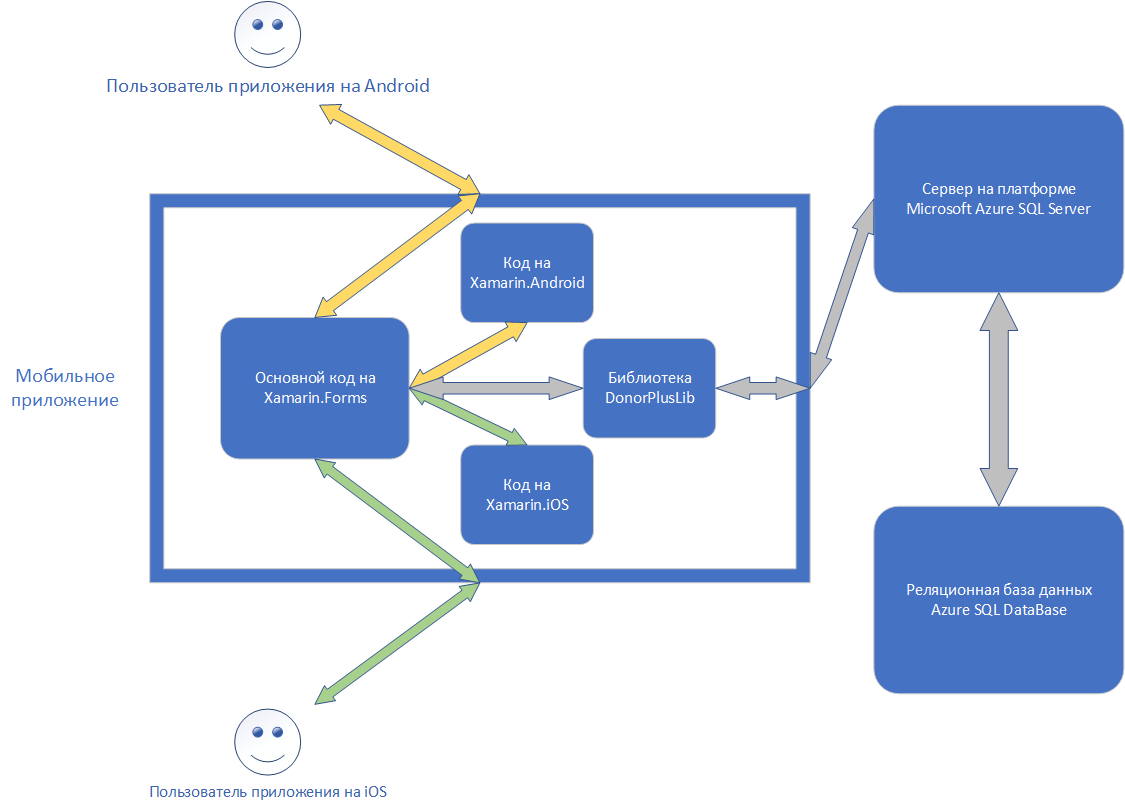 Пользователь приложения на Android
Сервер на платформе
Microsoft Azure SQL Server
Код на
Xamarin.Android
Мобильное
приложение
Основной код на
Xamarin.Forms
Библиотека
DonorPlusLib
Код на
Xamarin.iOS
Реляционная база данных
Azure SQL DataBase
Пользователь приложения на iOS